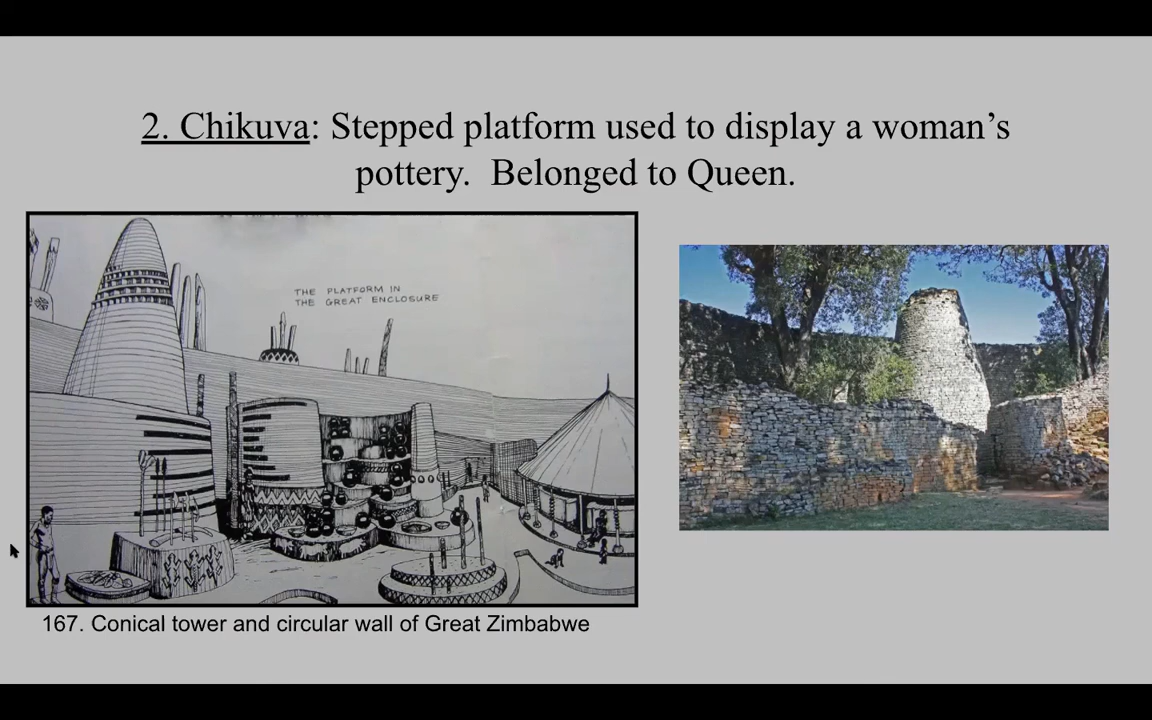 2. Chikuva: Stepped platform used to display a woman’s
pottery.  Belonged to Queen.
THE PLATFORM IN
THE GREAT ENCLOSURE
167. Conical tower and circular wall of Great Zimbabwe